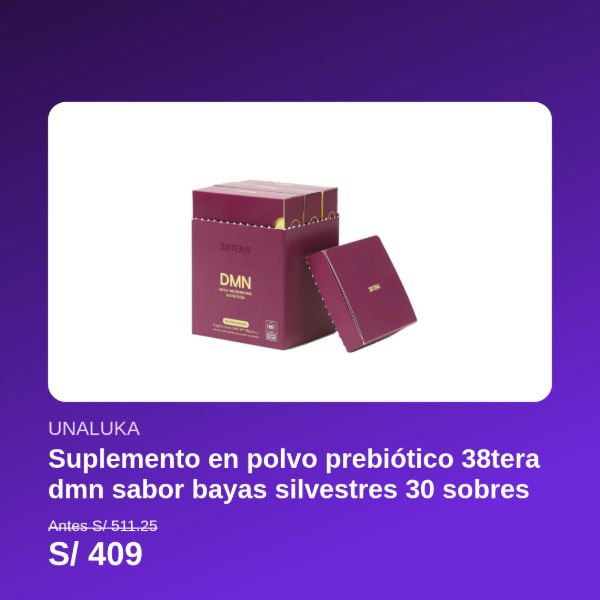 38TERA
DMN
DAILY MICROBIOME
NUTRITION
38TERA
UNALUKA
Suplemento en polvo prebiótico 38tera
dmn sabor bayas silvestres 30 sobres
Antes S/ 511.25
S/ 409